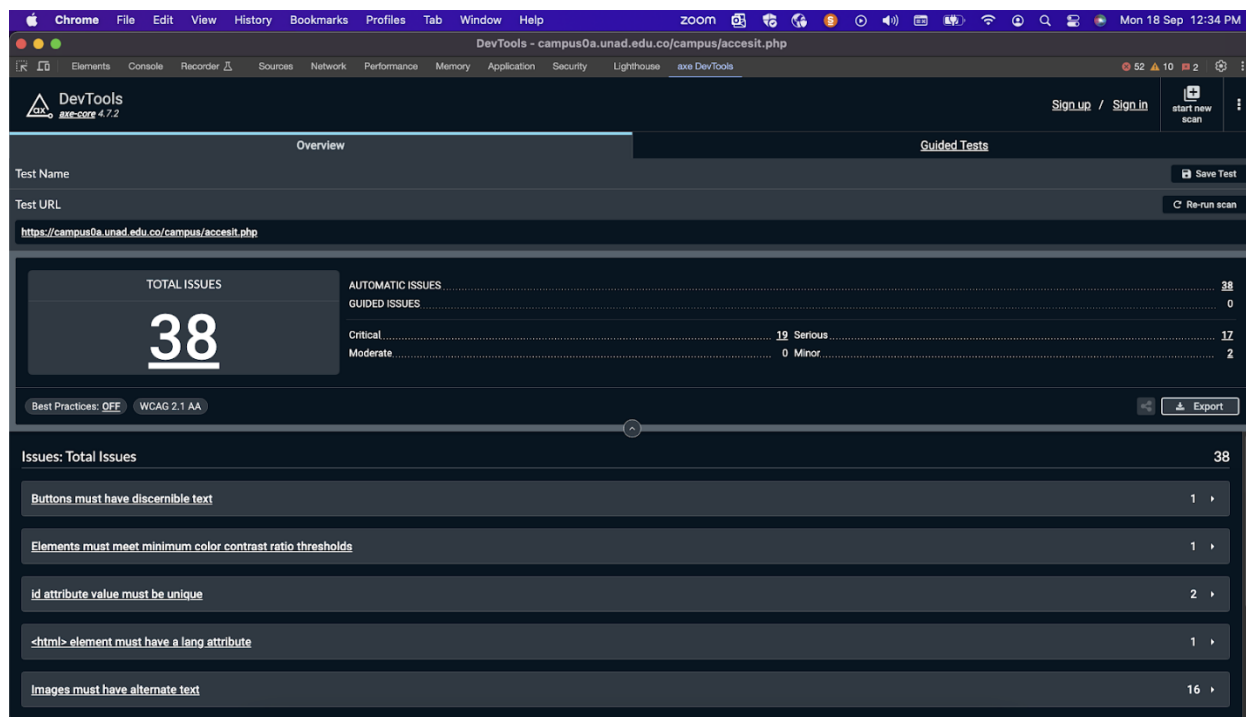 Chrome File Edit View History Bookmarks Profiles Tab Window Help zoom Mon 18 Sep 12:34 PM
DevTools - campus0a.unad.edu.co/campus/accesit.php
Elements Console Recorder Sources Network Performance Memory Application Security Lighthouse axe DevTools 52 10 2
DevTools
axe-core 4.7.2
Sign up / Sign in
start new scan
Overview Guided Tests
Test Name Save Test
Test URL Re-run scan
https://campus0a.unad.edu.co/campus/accesit.php
TOTAL ISSUES
38
AUTOMATIC ISSUES 38
GUIDED ISSUES 0
Critical 19 Serious 17
Moderate 0 Minor 2
Best Practices: OFF WCAG 2.1 AA Export
Issues: Total Issues 38
Buttons must have discernible text 1
Elements must meet minimum color contrast ratio thresholds 1
id attribute value must be unique 2
<html> element must have a lang attribute 1
Images must have alternate text 16